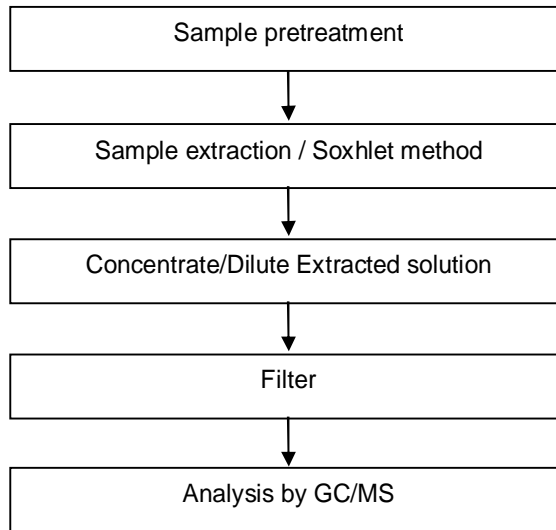 Sample pretreatment
Sample extraction / Soxhlet method
Concentrate/Dilute Extracted solution
Filter
Analysis by GC/MS